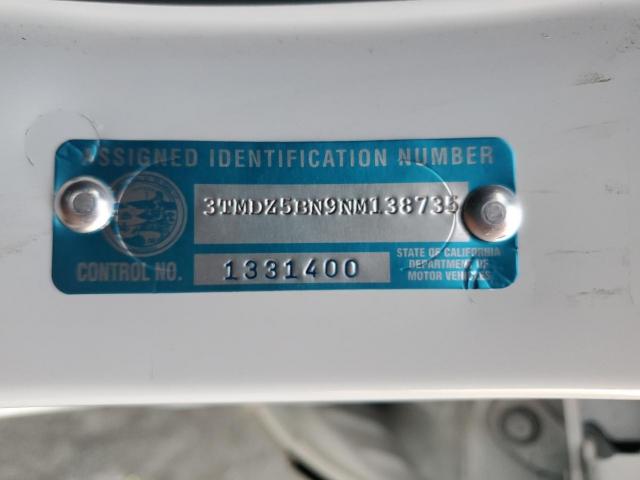 ASSIGNED IDENTIFICATION NUMBER
3TMDZ5BN9NM138735
CONTROL NO.
1331400
STATE OF CALIFORNIA
DEPARTMENT OF
MOTOR VEHICLES